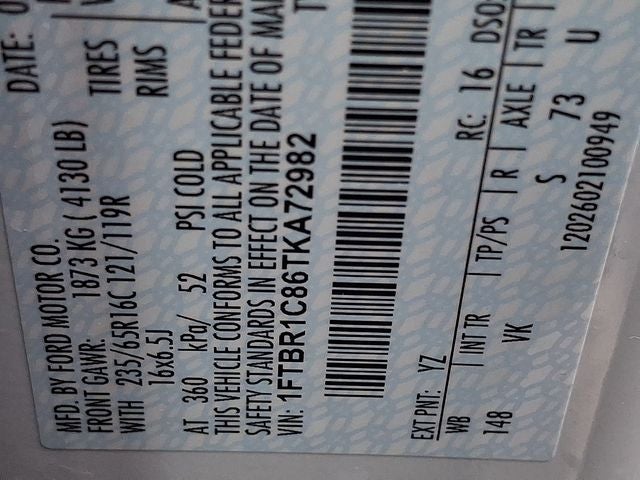 MFD. BY FORD MOTOR CO.
DATE:
FRONT GAWR: 1873 KG ( 4130 LB)
WITH 235/65R16C 121/119R TIRES
16x6.5J RIMS
AT 360 kPa/ 52 PSI COLD
THIS VEHICLE CONFORMS TO ALL APPLICABLE FEDER
SAFETY STANDARDS IN EFFECT ON THE DATE OF MA
VIN: 1FTBR1C86TKA72982
EXT PNT: YZ RC: 16 DSO:
WB INT TR TP/PS R AXLE TR
148 VK S 73 U
1202602100949